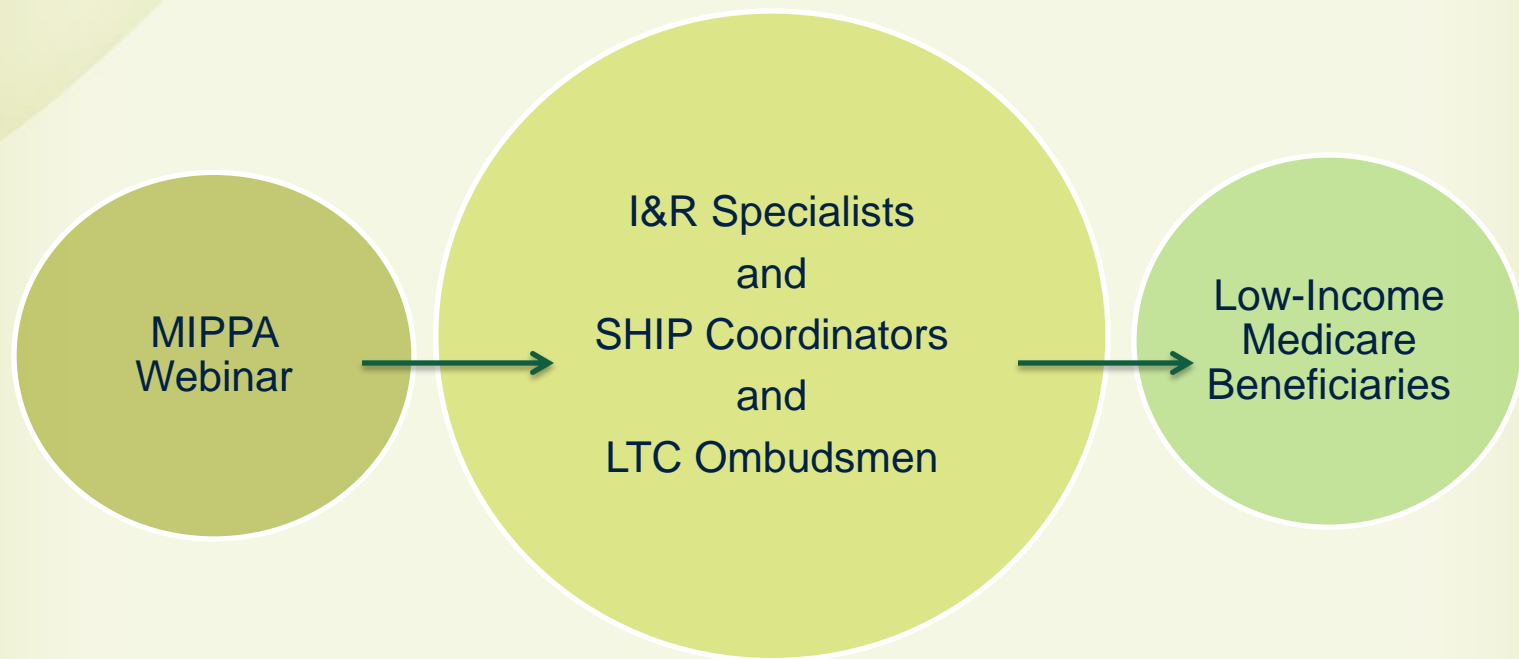 MIPPA
Webinar
I&R Specialists
and
SHIP Coordinators
and
LTC Ombudsmen
Low-Income
Medicare
Beneficiaries